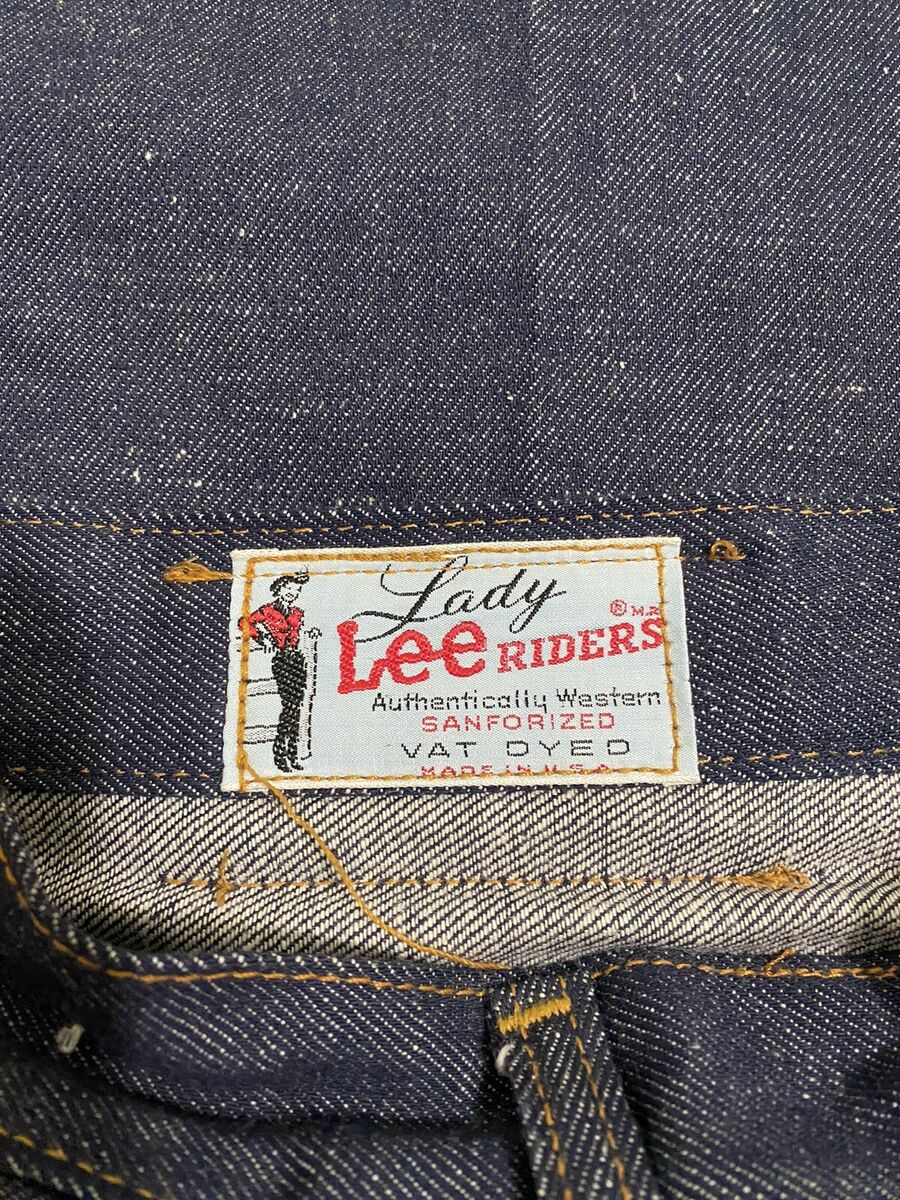 Lady
Lee RIDERS ® M.R.
Authentically Western
SANFORIZED
VAT DYED
MADE IN U.S.A